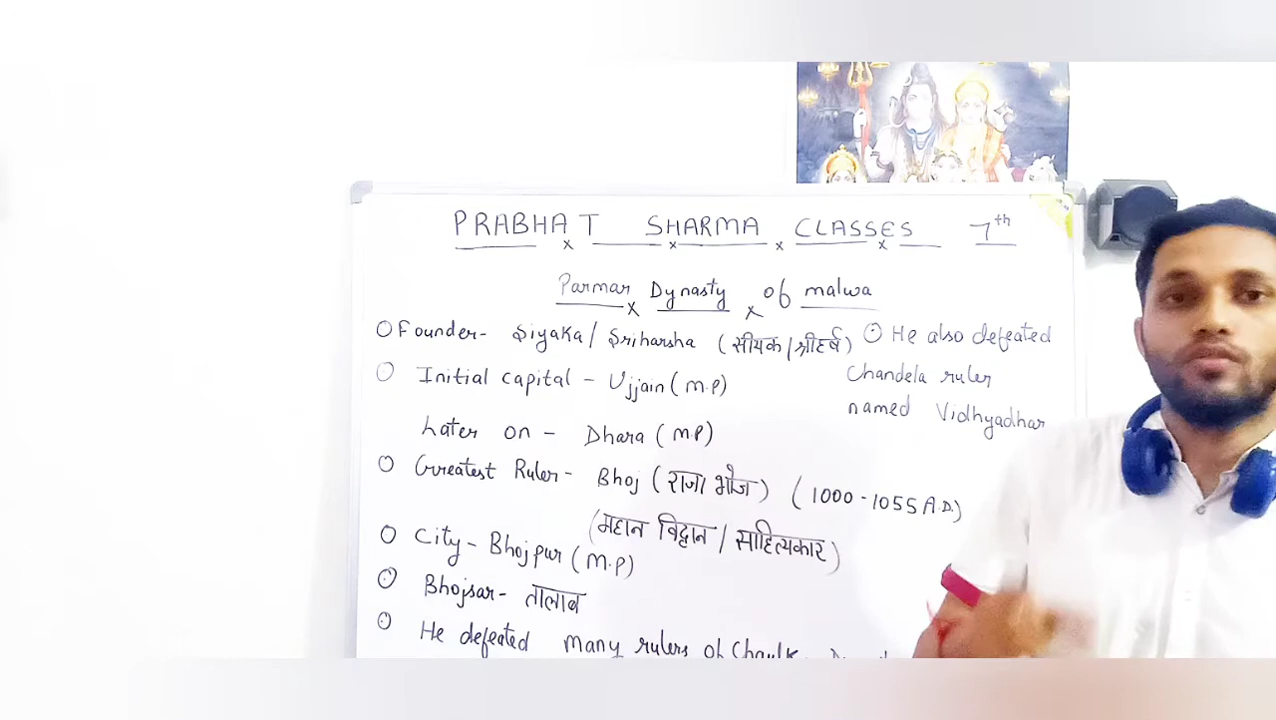 PRABHAT SHARMA CLASSES 7th
Parmar Dynasty of malwa
Founder- Siyaka/ Sriharsha (सीयक/श्रीहर्ष)
Initial capital - Ujjain (M.P)
Later on - Dhara (MP)
Greatest Ruler- Bhoj (राजा भोज) (1000-1055 A.D.)
(महान विद्वान / साहित्यकार)
City- Bhojpur (M.P)
Bhojsar- तालाब
He defeated many rulers of
He also defeated
Chandela ruler
named Vidhyadhar